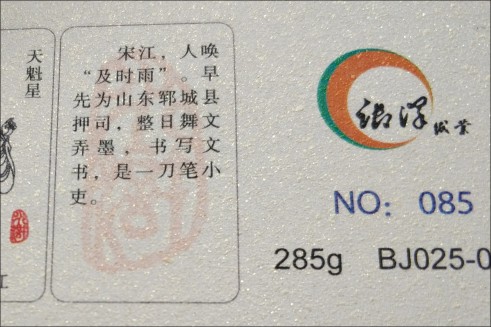 天魁星
宋江，人唤
“及时雨”。早
先为山东郓城县
押司，整日舞文
弄墨，书写文
书，是一刀笔小
吏。
NO: 085
285g BJ025-0
江